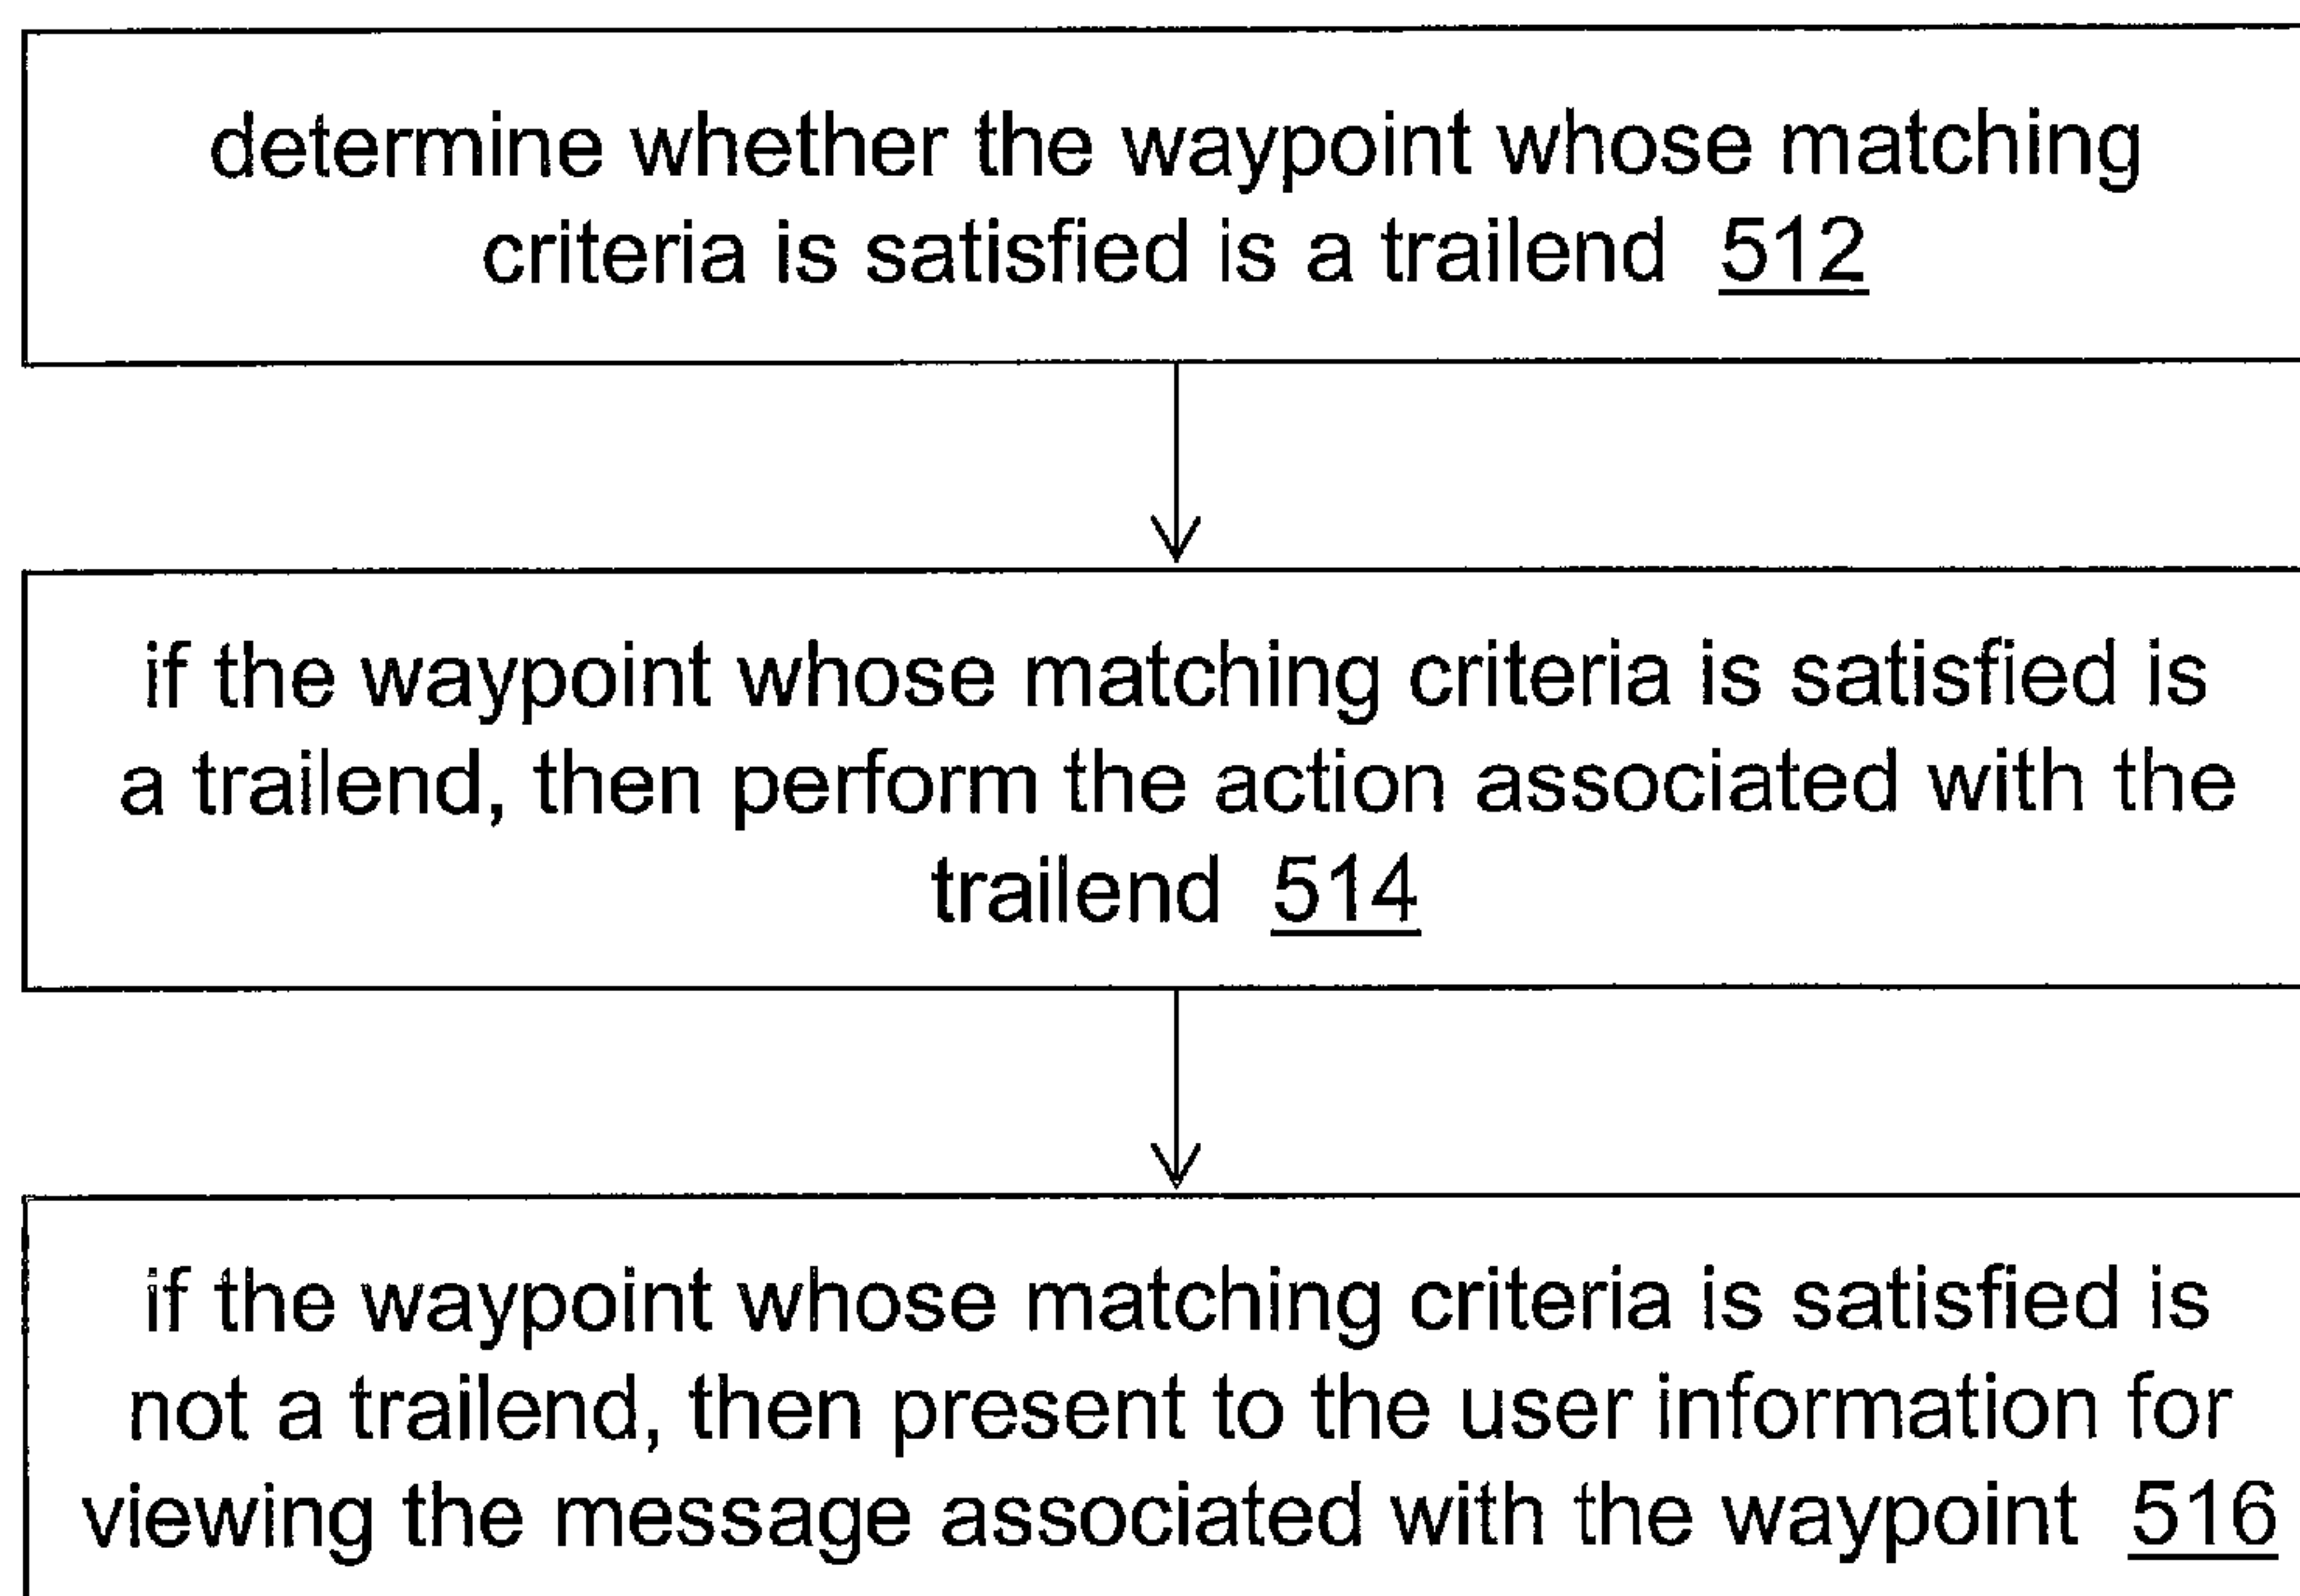 determine whether the waypoint whose matching
criteria is satisfied is a trailend 512
if the waypoint whose matching criteria is satisfied is
a trailend, then perform the action associated with the
trailend 514
if the waypoint whose matching criteria is satisfied is
not a trailend, then present to the user information for
viewing the message associated with the waypoint 516